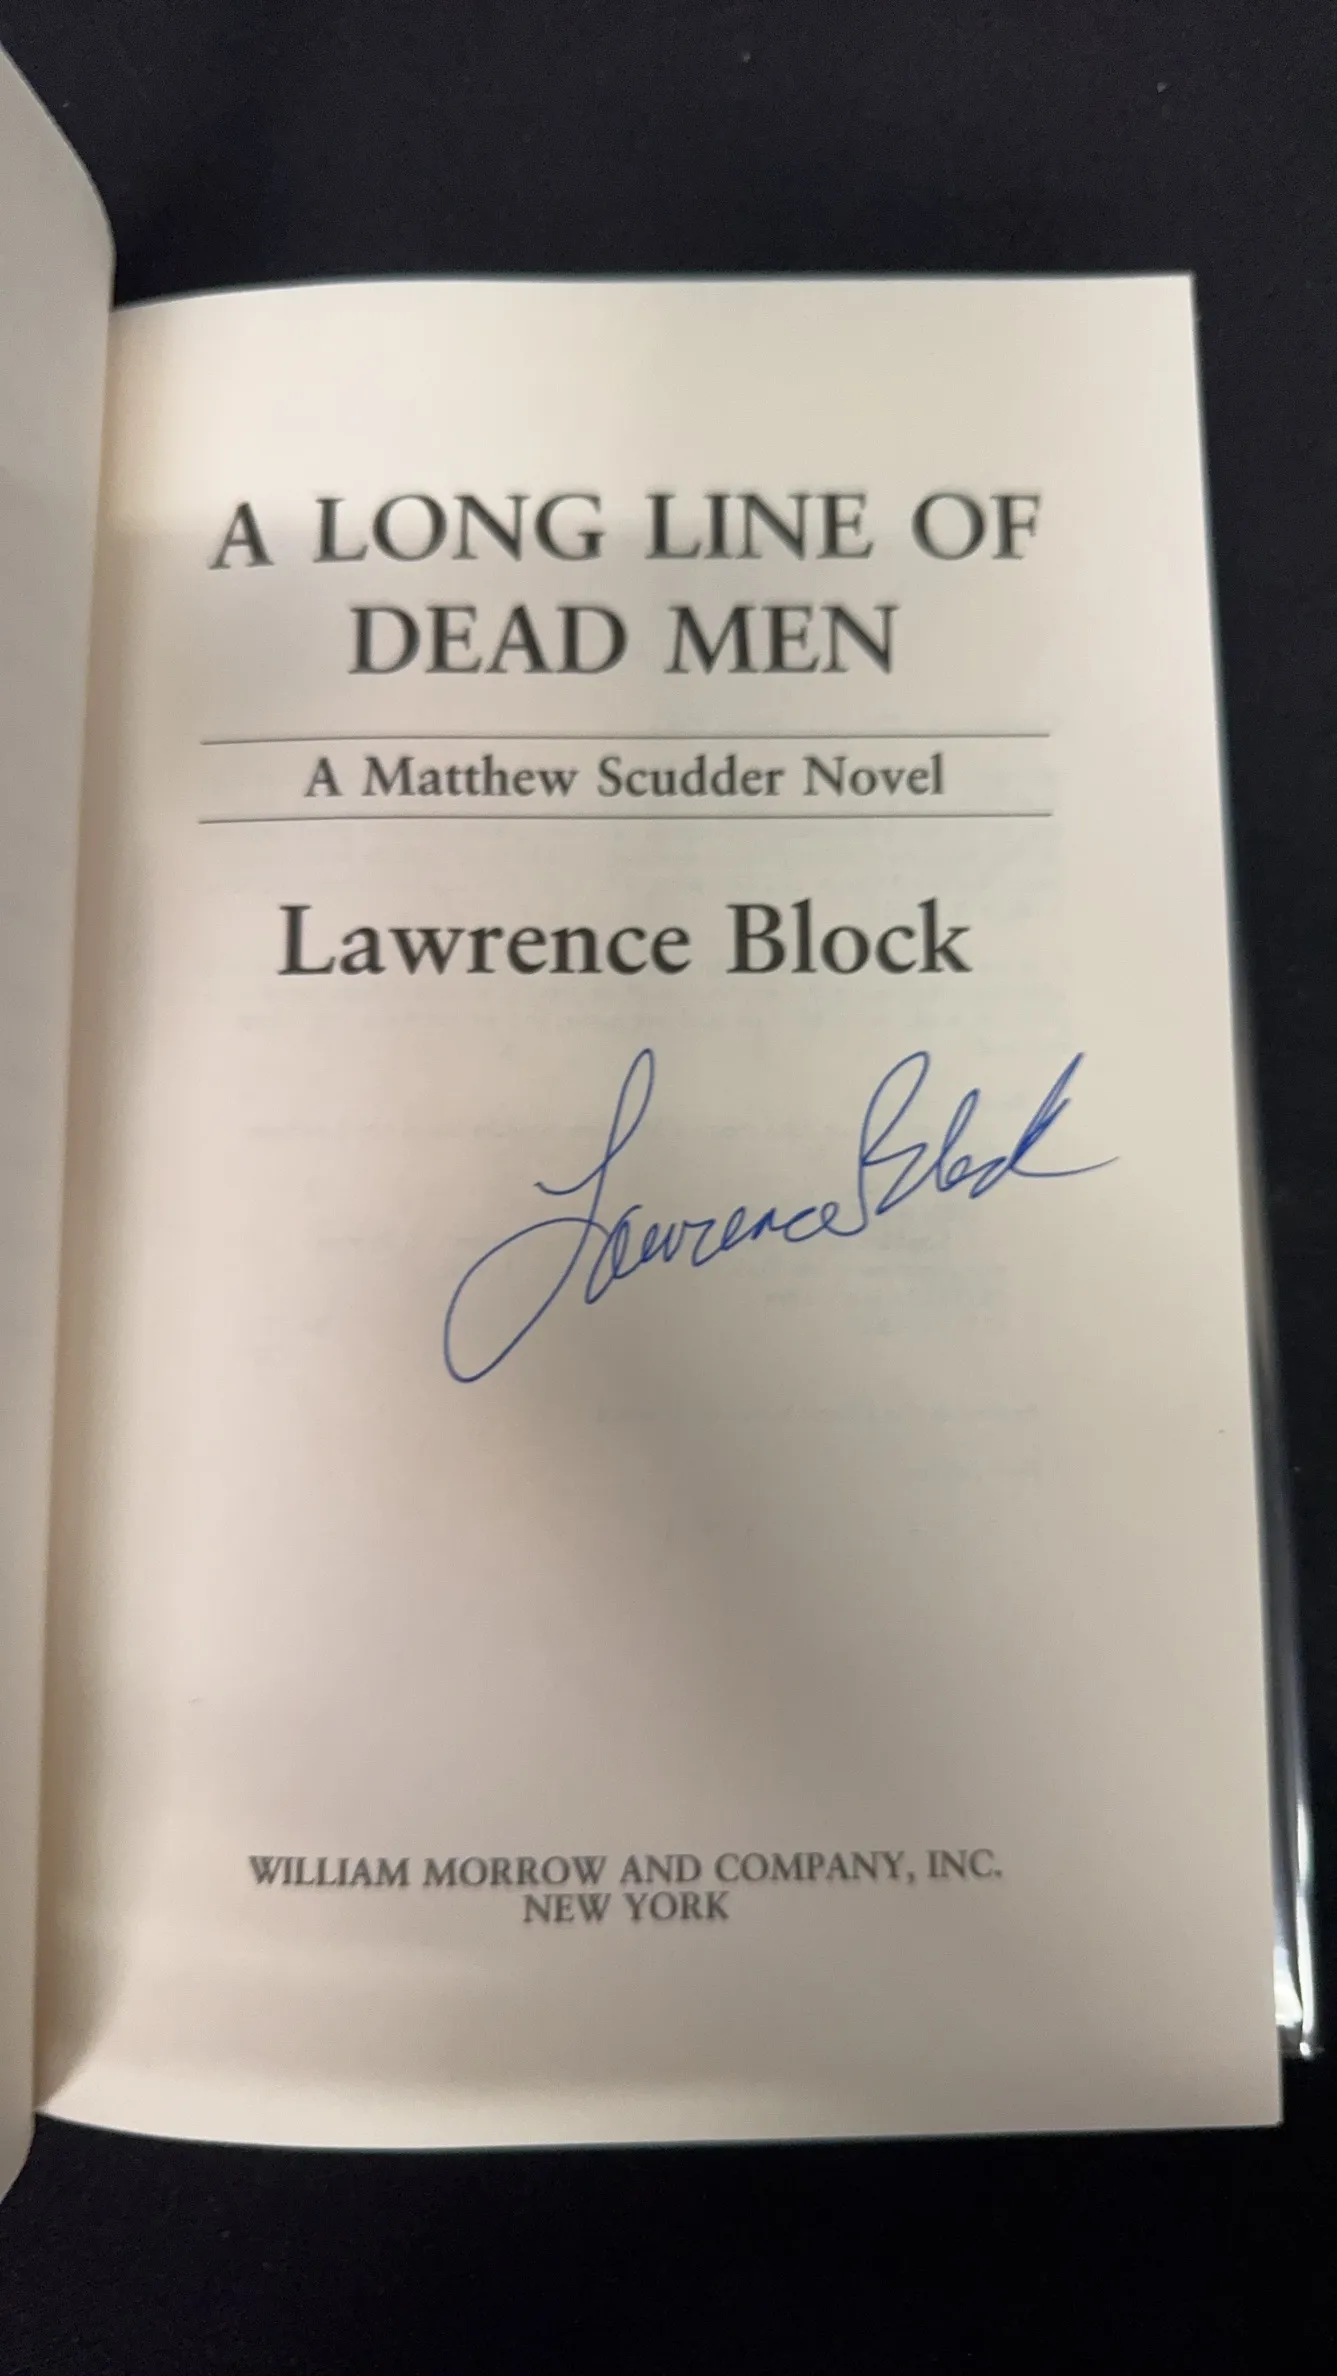 A LONG LINE OF
DEAD MEN
A Matthew Scudder Novel
Lawrence Block
Lawrence Block
WILLIAM MORROW AND COMPANY, INC.
NEW YORK